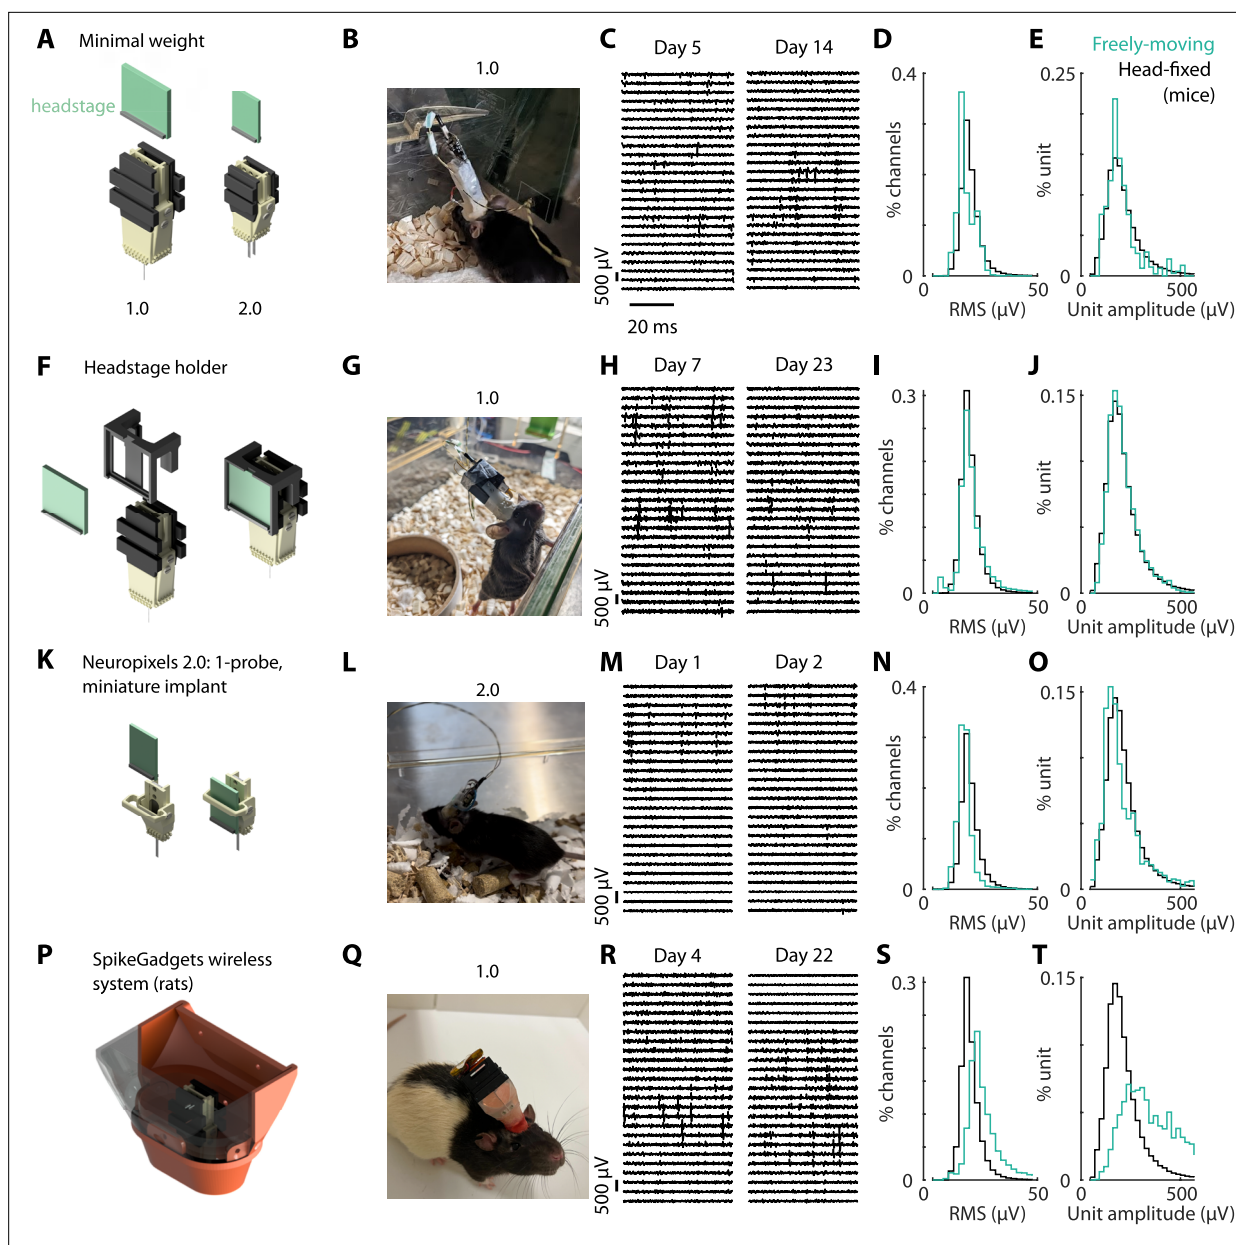 A Minimal weight
headstage
1.0 2.0
B
1.0
C Day 5 Day 14
500 µV
20 ms
D
% channels
0.4
0
0 50
RMS (µV)
E Freely-moving
Head-fixed
(mice)
% unit
0.25
0
0 500
Unit amplitude (µV)
F Headstage holder
G
1.0
H Day 7 Day 23
500 µV
I
% channels
0.3
0
0 50
RMS (µV)
J
% unit
0.15
0
0 500
Unit amplitude (µV)
K Neuropixels 2.0: 1-probe,
miniature implant
L
2.0
M Day 1 Day 2
500 µV
N
% channels
0.4
0
0 50
RMS (µV)
O
% unit
0.15
0
0 500
Unit amplitude (µV)
P SpikeGadgets wireless
system (rats)
Q
1.0
R Day 4 Day 22
500 µV
S
% channels
0.3
0
0 50
RMS (µV)
T
% unit
0.15
0
0 500
Unit amplitude (µV)